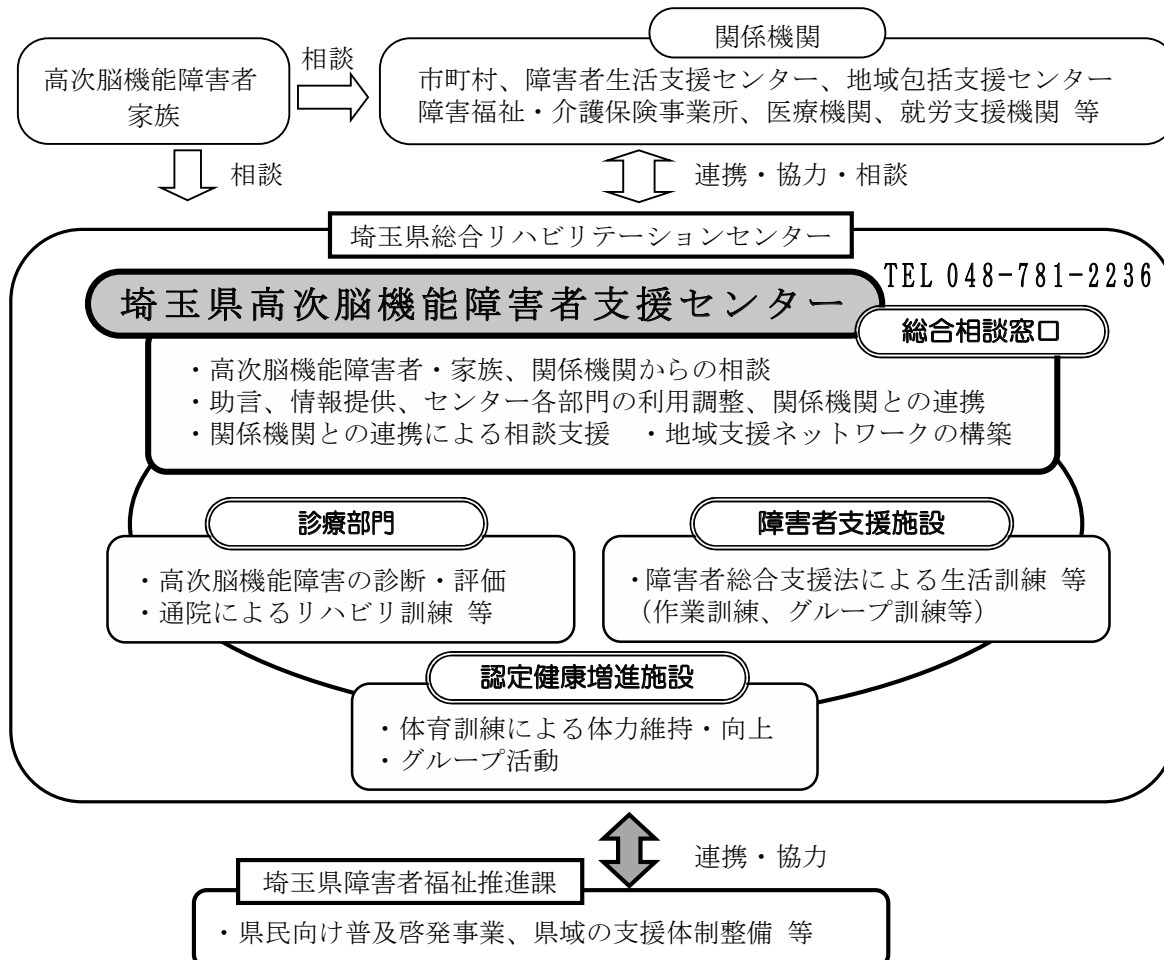 関係機関
高次脳機能障害者
家族
相談
市町村、障害者生活支援センター、地域包括支援センター
障害福祉・介護保険事業所、医療機関、就労支援機関 等
相談
連携・協力・相談
埼玉県総合リハビリテーションセンター
埼玉県高次脳機能障害者支援センター
TEL 048-781-2236
総合相談窓口
・高次脳機能障害者・家族、関係機関からの相談
・助言、情報提供、センター各部門の利用調整、関係機関との連携
・関係機関との連携による相談支援 ・地域支援ネットワークの構築
診療部門
・高次脳機能障害の診断・評価
・通院によるリハビリ訓練 等
障害者支援施設
・障害者総合支援法による生活訓練 等
（作業訓練、グループ訓練等）
認定健康増進施設
・体育訓練による体力維持・向上
・グループ活動
連携・協力
埼玉県障害者福祉推進課
・県民向け普及啓発事業、県域の支援体制整備 等